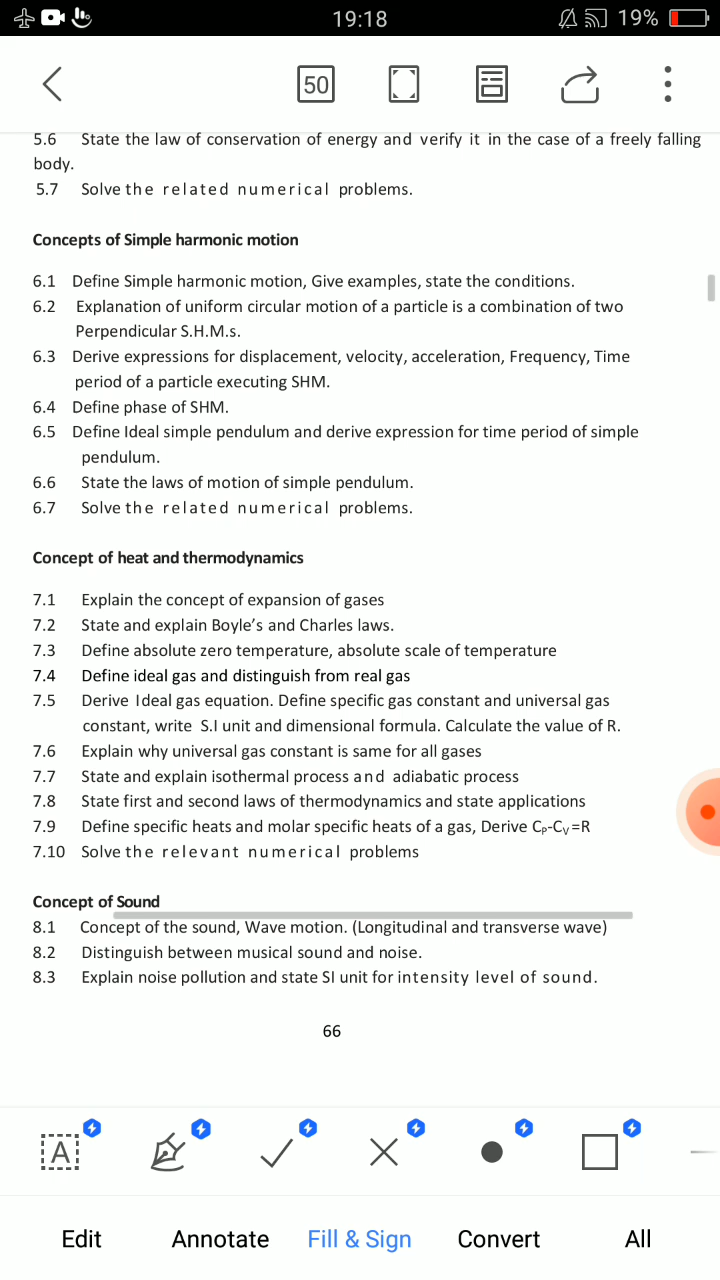 19:18
19%
50
5.6 State the law of conservation of energy and verify it in the case of a freely falling
body.
5.7 Solve the related numerical problems.
Concepts of Simple harmonic motion
6.1 Define Simple harmonic motion, Give examples, state the conditions.
6.2 Explanation of uniform circular motion of a particle is a combination of two
Perpendicular S.H.M.s.
6.3 Derive expressions for displacement, velocity, acceleration, Frequency, Time
period of a particle executing SHM.
6.4 Define phase of SHM.
6.5 Define Ideal simple pendulum and derive expression for time period of simple
pendulum.
6.6 State the laws of motion of simple pendulum.
6.7 Solve the related numerical problems.
Concept of heat and thermodynamics
7.1 Explain the concept of expansion of gases
7.2 State and explain Boyle’s and Charles laws.
7.3 Define absolute zero temperature, absolute scale of temperature
7.4 Define ideal gas and distinguish from real gas
7.5 Derive Ideal gas equation. Define specific gas constant and universal gas
constant, write S.I unit and dimensional formula. Calculate the value of R.
7.6 Explain why universal gas constant is same for all gases
7.7 State and explain isothermal process and adiabatic process
7.8 State first and second laws of thermodynamics and state applications
7.9 Define specific heats and molar specific heats of a gas, Derive Cₚ-Cᵥ=R
7.10 Solve the relevant numerical problems
Concept of Sound
8.1 Concept of the sound, Wave motion. (Longitudinal and transverse wave)
8.2 Distinguish between musical sound and noise.
8.3 Explain noise pollution and state SI unit for intensity level of sound.
66
A
Edit Annotate Fill & Sign Convert All